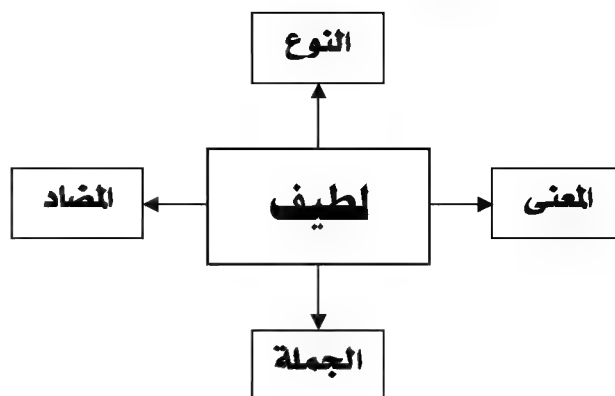 النوع
المعنى
لطيف
المضاد
الجملة